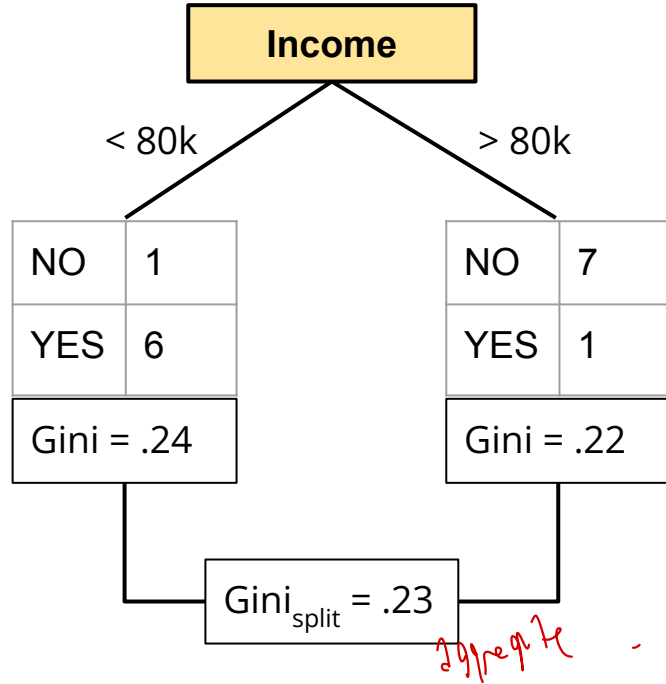 Income
< 80k
> 80k
NO 1
YES 6
NO 7
YES 1
Gini = .24
Gini = .22
Gini split = .23
aggregate